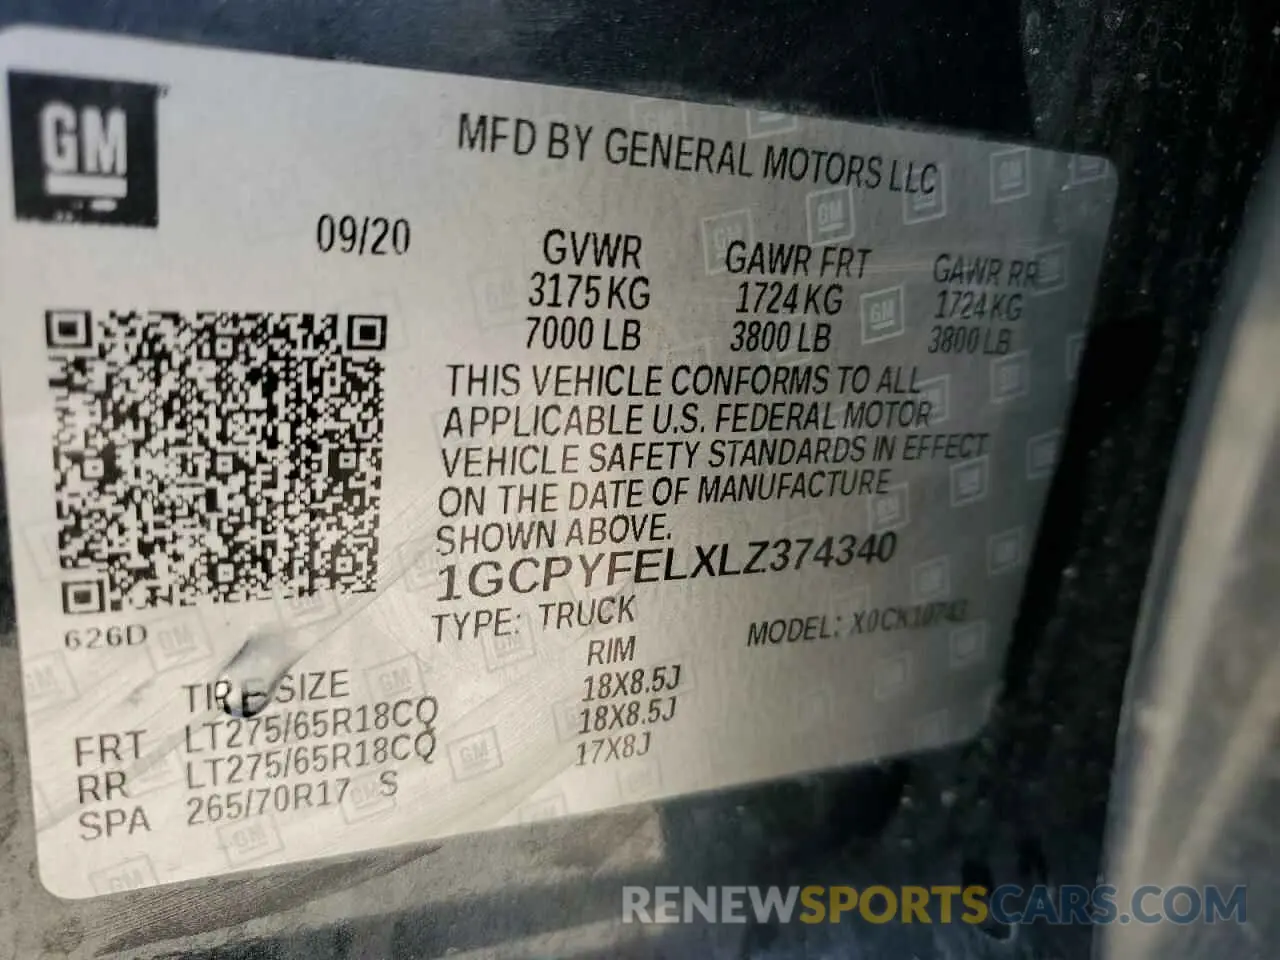 GM
MFD BY GENERAL MOTORS LLC
09/20
GVWR GAWR FRT GAWR RR
3175 KG 1724 KG 1724 KG
7000 LB 3800 LB 3800 LB
THIS VEHICLE CONFORMS TO ALL
APPLICABLE U.S. FEDERAL MOTOR
VEHICLE SAFETY STANDARDS IN EFFECT
ON THE DATE OF MANUFACTURE
SHOWN ABOVE.
1GCPYFELXLZ374340
TYPE: TRUCK MODEL:
626D
TIRE SIZE RIM
FRT LT275/65R18CQ 18X8.5J
RR LT275/65R18CQ 18X8.5J
SPA 265/70R17 S 17X8J
RENEWSPORTSCARS.COM